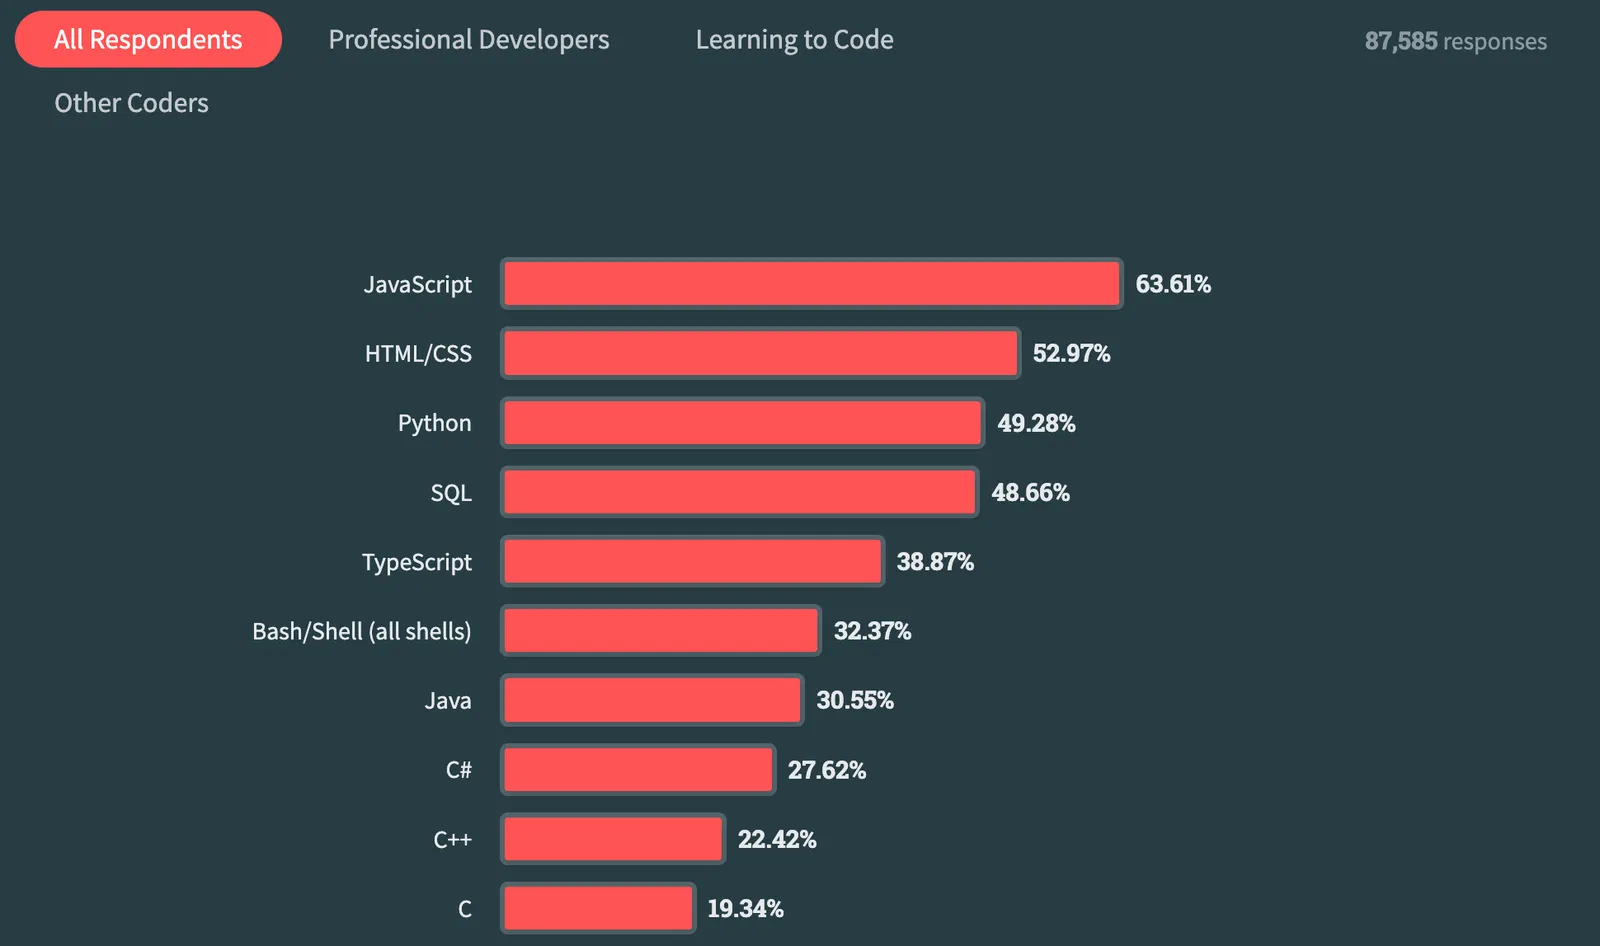 All Respondents Professional Developers Learning to Code 87,585 responses
Other Coders
JavaScript 63.61%
HTML/CSS 52.97%
Python 49.28%
SQL 48.66%
TypeScript 38.87%
Bash/Shell (all shells) 32.37%
Java 30.55%
C# 27.62%
C++ 22.42%
C 19.34%